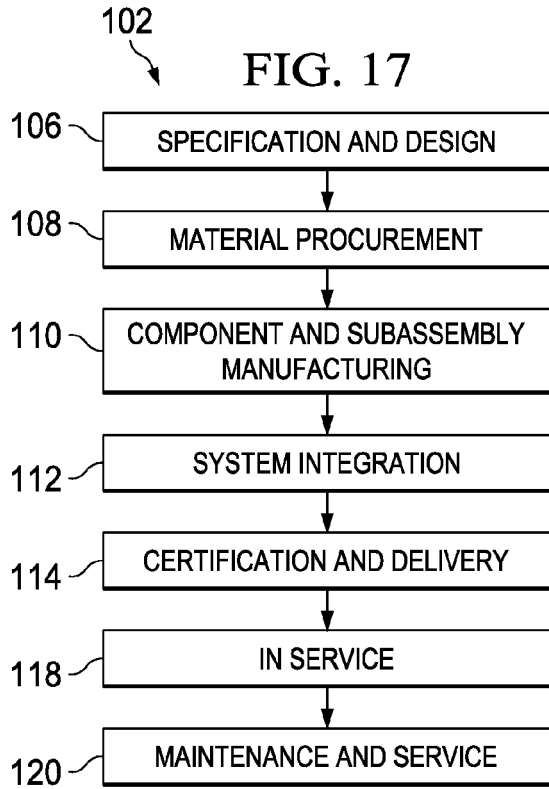 102
FIG. 17
106
SPECIFICATION AND DESIGN
108
MATERIAL PROCUREMENT
110
COMPONENT AND SUBASSEMBLY
MANUFACTURING
112
SYSTEM INTEGRATION
114
CERTIFICATION AND DELIVERY
118
IN SERVICE
120
MAINTENANCE AND SERVICE